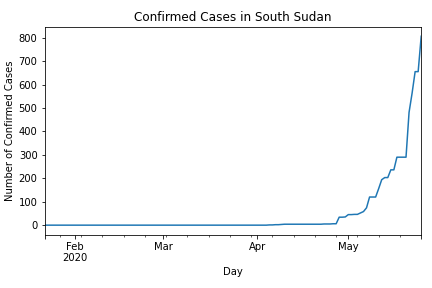 Confirmed Cases in South Sudan
Number of Confirmed Cases
800
700
600
500
400
300
200
100
0
Feb Mar Apr May
2020
Day